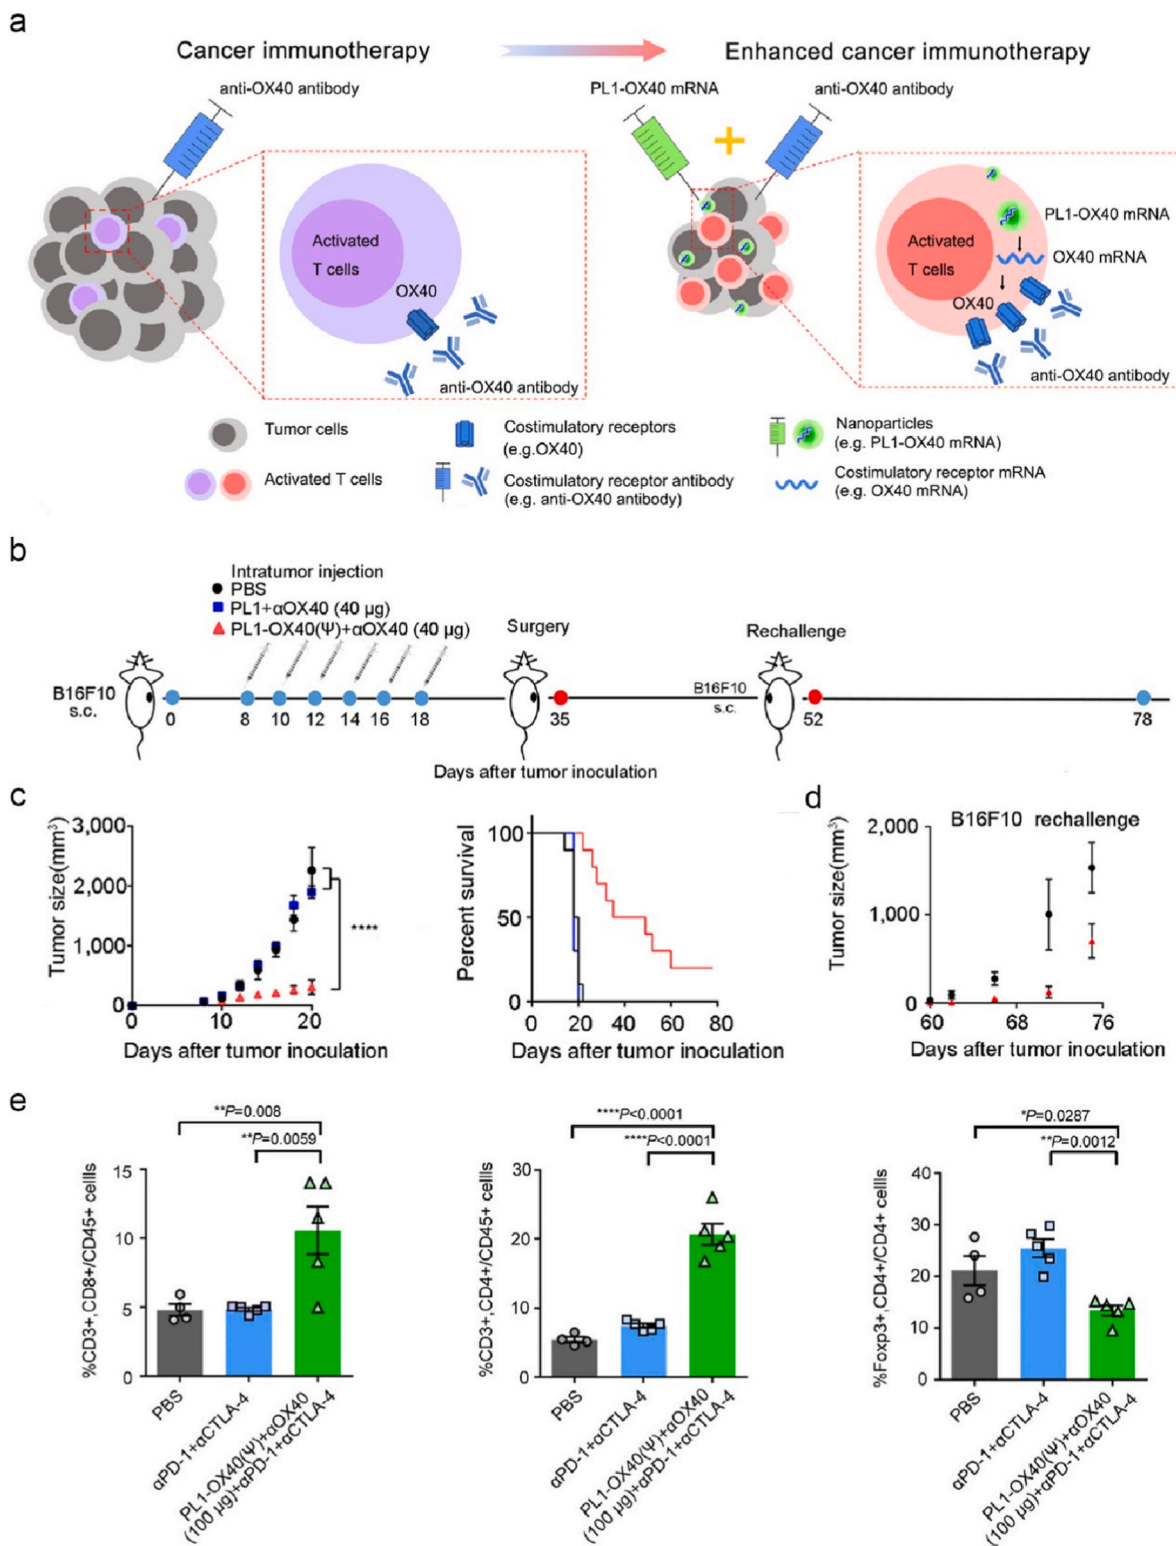 a
Cancer immunotherapy
Enhanced cancer immunotherapy
anti-OX40 antibody
PL1-OX40 mRNA
anti-OX40 antibody
Activated
T cells
OX40
anti-OX40 antibody
Activated
T cells
PL1-OX40 mRNA
OX40 mRNA
OX40
anti-OX40 antibody
Tumor cells
Activated T cells
Costimulatory receptors
(e.g.OX40)
Costimulatory receptor antibody
(e.g. anti-OX40 antibody)
Nanoparticles
(e.g. PL1-OX40 mRNA)
Costimulatory receptor mRNA
(e.g. OX40 mRNA)
b
Intratumor injection
PBS
PL1+αOX40 (40 µg)
PL1-OX40(Ψ)+αOX40 (40 µg)
Surgery
Rechallenge
B16F10
s.c.
B16F10
s.c.
0 8 10 12 14 16 18 35 52 78
Days after tumor inoculation
c
Tumor size(mm³)
3,000
2,000
1,000
0
****
0 10 20
Days after tumor inoculation
Percent survival
100
50
0
0 20 40 60 80
Days after tumor inoculation
d
B16F10 rechallenge
Tumor size(mm³)
2,000
1,000
0
60 68 76
Days after tumor inoculation
e
**P=0.008
**P=0.0059
%CD3+,CD8+/CD45+ cellls
15
10
5
0
PBS
αPD-1+αCTLA-4
PL1-OX40(Ψ)+αOX40
(100 µg)+αPD-1+αCTLA-4
****P<0.0001
****P<0.0001
%CD3+,CD4+/CD45+ cellls
30
20
10
0
PBS
αPD-1+αCTLA-4
PL1-OX40(Ψ)+αOX40
(100 µg)+αPD-1+αCTLA-4
*P=0.0287
**P=0.0012
%Foxp3+,CD4+/CD4+ cellls
40
30
20
10
0
PBS
αPD-1+αCTLA-4
PL1-OX40(Ψ)+αOX40
(100 µg)+αPD-1+αCTLA-4